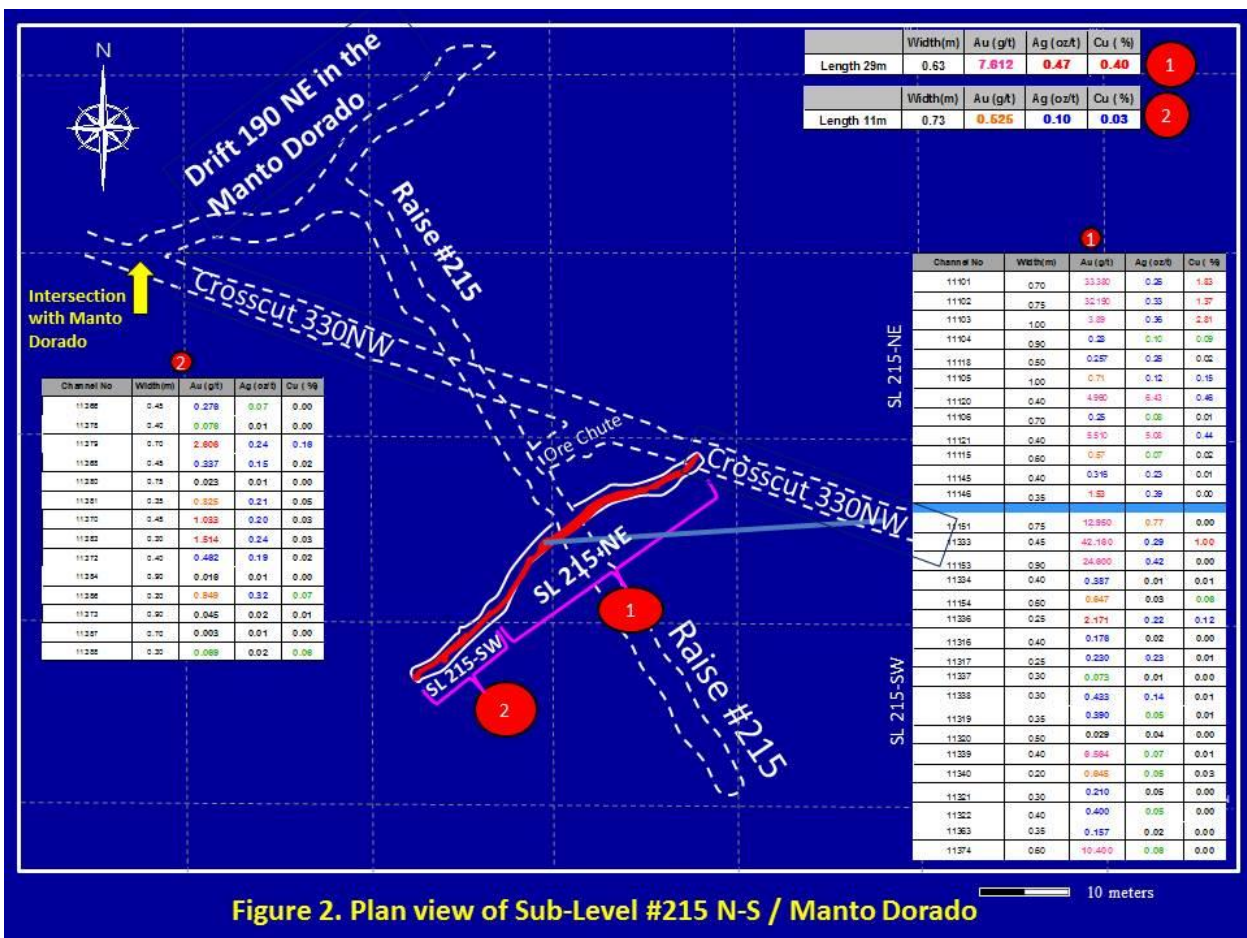 N
Drift 190 NE in the
Manto Dorado
Raise #215
Crosscut 330NW
Intersection
with Manto
Dorado
Ore Chute
Crosscut 330NW
SL 215-NE
SL 215-SW
Raise #215
1
2
Width(m) Au (g/t) Ag (oz/t) Cu ( %)
Length 29m 0.63 7.612 0.47 0.40
1
Width(m) Au (g/t) Ag (oz/t) Cu ( %)
Length 11m 0.73 0.525 0.10 0.03
2
2
Channel No Width(m) Au (g/t) Ag (oz/t) Cu ( %)
0.45 0.278 0.07 0.00
0.40 0.076 0.01 0.00
11379 0.70 2.606 0.24 0.16
0.45 0.337 0.15 0.02
11380 0.75 0.023 0.01 0.00
11381 0.35 0.525 0.21 0.05
11370 0.45 1.033 0.20 0.03
0.30 1.514 0.24 0.03
11372 0.40 0.482 0.19 0.02
11384 0.90 0.016 0.01 0.00
0.30 0.32 0.07
11373 0.90 0.045 0.02 0.01
11387 0.70 0.003 0.01 0.00
0.30 0.02
1
SL 215-NE
SL 215-SW
Channel No Width(m) Au (g/t) Ag (oz/t) Cu ( %)
11101 0.70 33.380 0.26 1.83
11102 0.75 32.190 0.33 1.37
11103 1.00 3.89 0.36 2.81
11104 0.90 0.23 0.10 0.09
11118 0.50 0.257 0.25 0.02
11105 1.00 0.71 0.12 0.15
11120 0.40 4.980 6.43 0.46
11106 0.70 0.25 0.01
11121 0.40 5.510 5.08 0.44
11115 0.60 0.57 0.07 0.02
11145 0.40 0.316 0.23 0.01
11146 0.35 1.53 0.39 0.00
11151 0.75 12.950 0.77 0.00
11333 0.45 42.160 0.29 1.00
11153 0.90 24.600 0.42 0.00
11334 0.40 0.387 0.01 0.01
11154 0.60 0.647 0.03
11336 0.25 2.171 0.22 0.12
11316 0.40 0.178 0.02 0.00
11317 0.25 0.230 0.23 0.01
11337 0.30 0.073 0.01 0.00
11338 0.30 0.433 0.14 0.01
11319 0.35 0.390 0.05 0.01
11320 0.50 0.029 0.04 0.00
11339 0.40 0.07 0.01
11340 0.20 0.05 0.03
11321 0.30 0.210 0.05 0.00
11322 0.40 0.400 0.05 0.00
11363 0.35 0.157 0.02 0.00
11374 0.60 10.400 0.08 0.00
10 meters
Figure 2. Plan view of Sub-Level #215 N-S / Manto Dorado